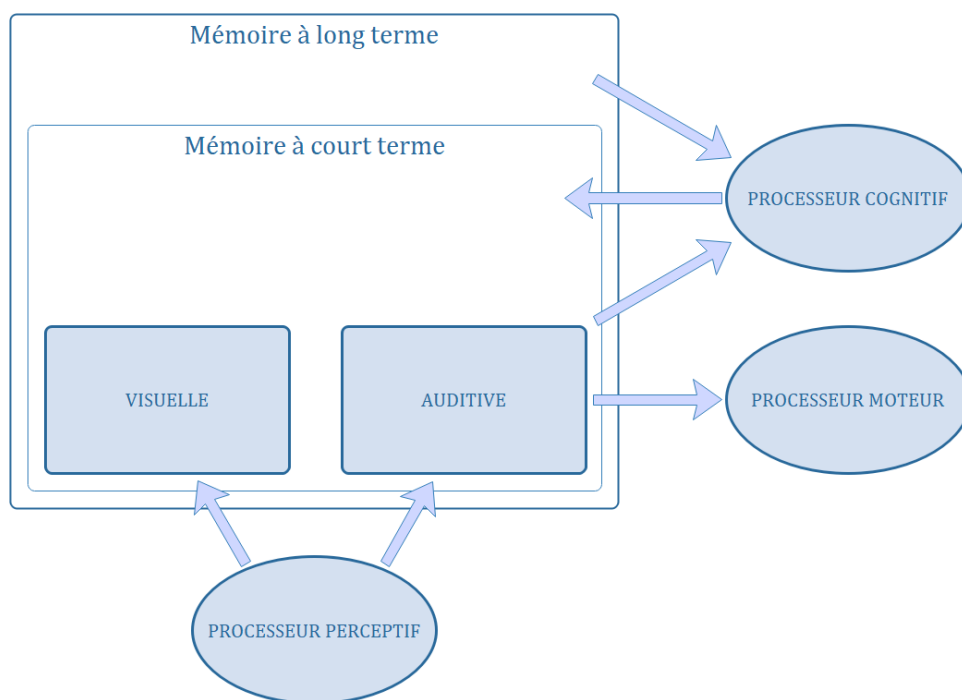 Mémoire à long terme
Mémoire à court terme
PROCESSEUR COGNITIF
VISUELLE
AUDITIVE
PROCESSEUR MOTEUR
PROCESSEUR PERCEPTIF